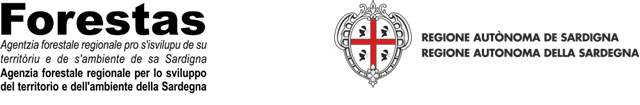 Forestas
Agentzia forestale regionale pro s'isvilupu de su
territòriu e de s'ambiente de sa Sardigna
Agenzia forestale regionale per lo sviluppo
del territorio e dell'ambiente della Sardegna
REGIONE AUTÒNOMA DE SARDIGNA
REGIONE AUTONOMA DELLA SARDEGNA